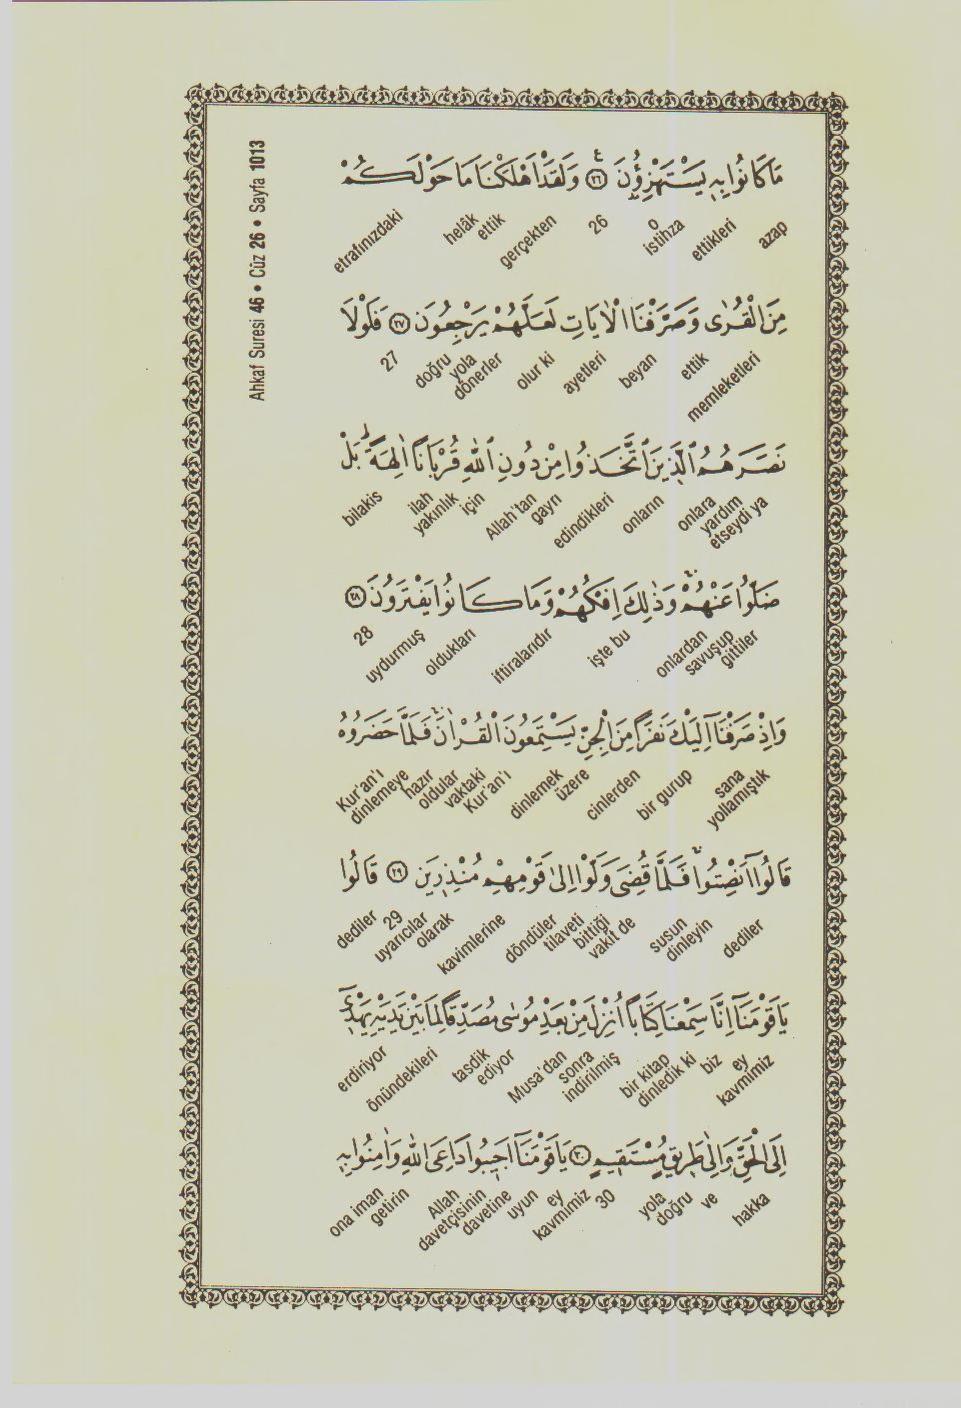 Ahkaf Suresi 46 • Cüz 26 • Sayfa 1013
مَا كَانُوا بِهِ يَسْتَهْزِؤُنَ ﴿٢٦﴾ وَلَقَدْ اَهْلَكْنَا مَا حَوْلَكُمْ
azap ettikleri o istihza 26 gerçekten helâk ettik etrafınızdaki
مِنَ الْقُرٰى وَصَرَّفْنَا الْاٰيَاتِ لَعَلَّهُمْ يَرْجِعُونَ ﴿٢٧﴾ فَلَوْلَا
memleketleri ettik beyan ayetleri olur ki doğru yola dönerler 27
نَصَرَهُمُ الَّذِينَ اتَّخَذُوا مِنْ دُونِ اللّٰهِ قُرْبَانًا اٰلِهَةً بَلْ
onlara yardım etseydi ya onların edindikleri Allah'tan gayrı için ilah yakınlık bilakis
ضَلُّوا عَنْهُمْ وَذٰلِكَ اِفْكُهُمْ وَمَا كَانُوا يَفْتَرُونَ ﴿٢٨﴾
onlardan savuşup gittiler işte bu iftiralarıdır oldukları uydurmuş 28
وَاِذْ صَرَفْنَا اِلَيْكَ نَفَرًا مِنَ الْجِنِّ يَسْتَمِعُونَ الْقُرْاٰنَ فَلَمَّا حَضَرُوهُ
sana yollamıştık bir gurup cinlerden dinlemek üzere Kur'an'ı vaktaki hazır oldular Kur'an'ı dinlemeye
قَالُوا اَنْصِتُوا فَلَمَّا قُضِىَ وَلَّوْا اِلٰى قَوْمِهِمْ مُنْذِرِينَ ﴿٢٩﴾ قَالُوا
dediler susun dinleyin tilaveti bittiği vakit de döndüler kavimlerine uyarıcılar olarak 29 dediler
يَا قَوْمَنَا اِنَّا سَمِعْنَا كِتَابًا اُنْزِلَ مِنْ بَعْدِ مُوسٰى مُصَدِّقًا لِمَا بَيْنَ يَدَيْهِ يَهْدِى
ey kavmimiz biz bir kitap dinledik ki Musa'dan sonra indirilmiş tasdik ediyor önündekileri erdiriyor
اِلَى الْحَقِّ وَاِلٰى طَرِيقٍ مُسْتَقِيمٍ ﴿٣٠﴾ يَا قَوْمَنَا اَجِيبُوا دَاعِىَ اللّٰهِ وَاٰمِنُوا بِهِ
hakka ve yola doğru 30 ey kavmimiz uyun Allah davetçisinin davetine ona iman getirin